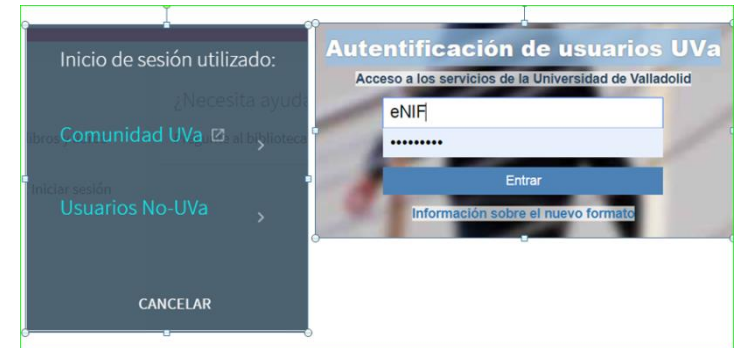 Inicio de sesión utilizado:
¿Necesita ayuda
Comunidad UVa
al biblioteca
Iniciar sesión
Usuarios No-UVa
CANCELAR
Autentificación de usuarios UVa
Acceso a los servicios de la Universidad de Valladolid
eNIF
•••••••••
Entrar
Información sobre el nuevo formato